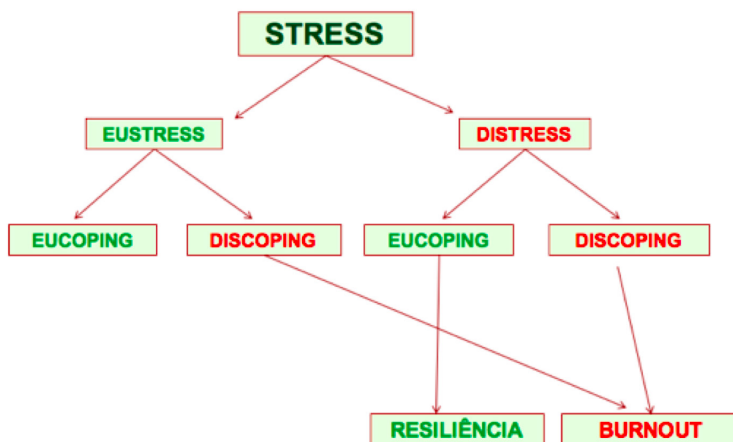 STRESS
EUSTRESS
DISTRESS
EUCOPING
DISCOPING
EUCOPING
DISCOPING
RESILIÊNCIA
BURNOUT